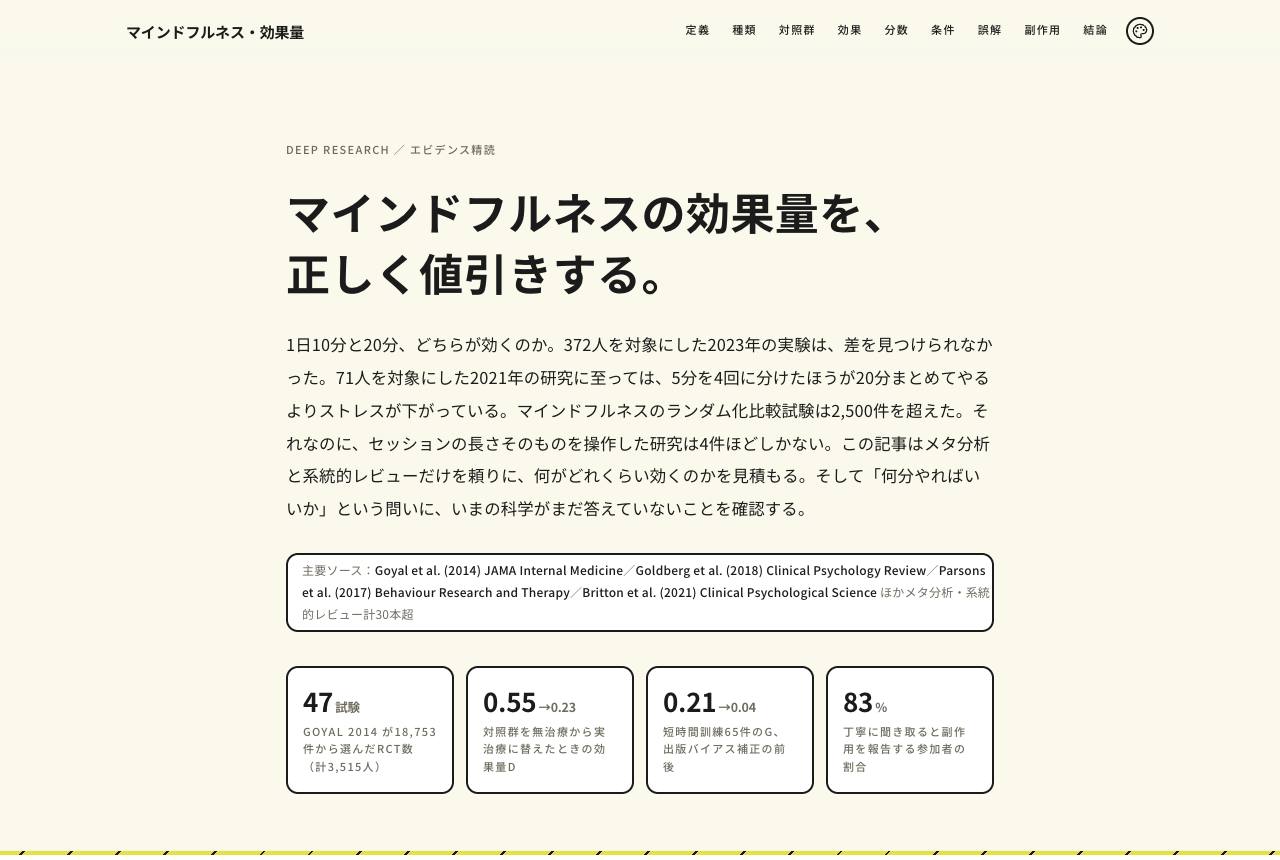 マインドフルネス・効果量
定義 種類 対照群 効果 分数 条件 誤解 副作用 結論
DEEP RESEARCH ／ エビデンス精読
マインドフルネスの効果量を、
正しく値引きする。
1日10分と20分、どちらが効くのか。372人を対象にした2023年の実験は、差を見つけられなか
った。71人を対象にした2021年の研究に至っては、5分を4回に分けたほうが20分まとめてやる
よりストレスが下がっている。マインドフルネスのランダム化比較試験は2,500件を超えた。そ
れなのに、セッションの長さそのものを操作した研究は4件ほどしかない。この記事はメタ分析
と系統的レビューだけを頼りに、何がどれくらい効くのかを見積もる。そして「何分やればい
いか」という問いに、いまの科学がまだ答えていないことを確認する。
主要ソース：Goyal et al. (2014) JAMA Internal Medicine／Goldberg et al. (2018) Clinical Psychology Review／Parsons
et al. (2017) Behaviour Research and Therapy／Britton et al. (2021) Clinical Psychological Science ほかメタ分析・系統
的レビュー計30本超
47試験
GOYAL 2014 が18,753
件から選んだRCT数
（計3,515人）
0.55→0.23
対照群を無治療から実
治療に替えたときの効
果量D
0.21→0.04
短時間訓練65件のG、
出版バイアス補正の前
後
83%
丁寧に聞き取ると副作
用を報告する参加者の
割合